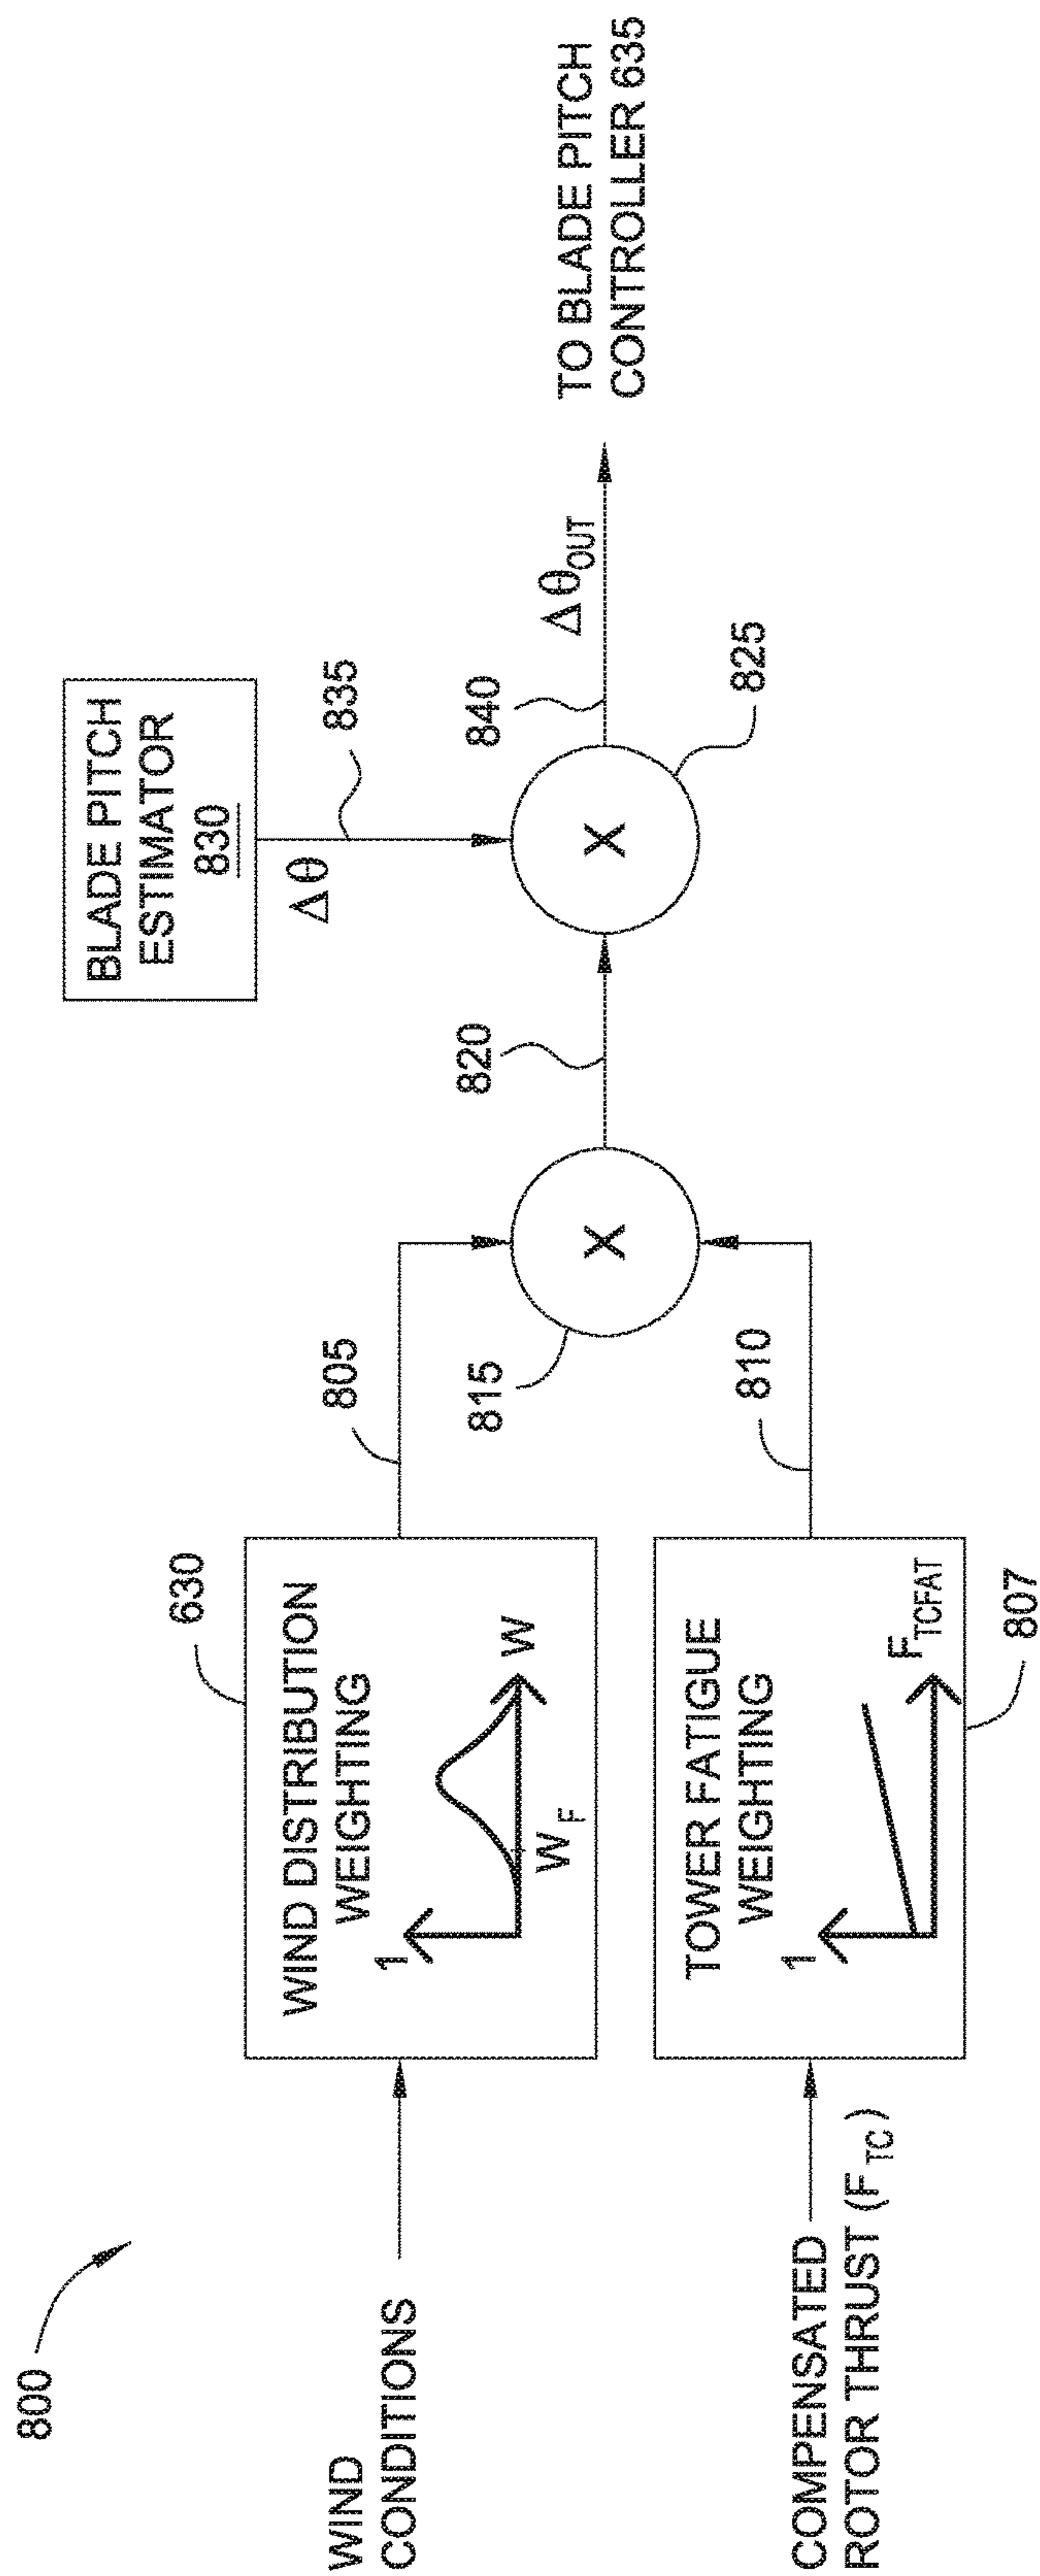 800
WIND
CONDITIONS
630
WIND DISTRIBUTION
WEIGHTING
1
W
W_F
805
COMPENSATED
ROTOR THRUST (F_TC)
TOWER FATIGUE
WEIGHTING
1
F_TCFAT
807
810
815
X
820
BLADE PITCH
ESTIMATOR
830
Δθ
835
X
825
840
Δθ_OUT
TO BLADE PITCH
CONTROLLER 635